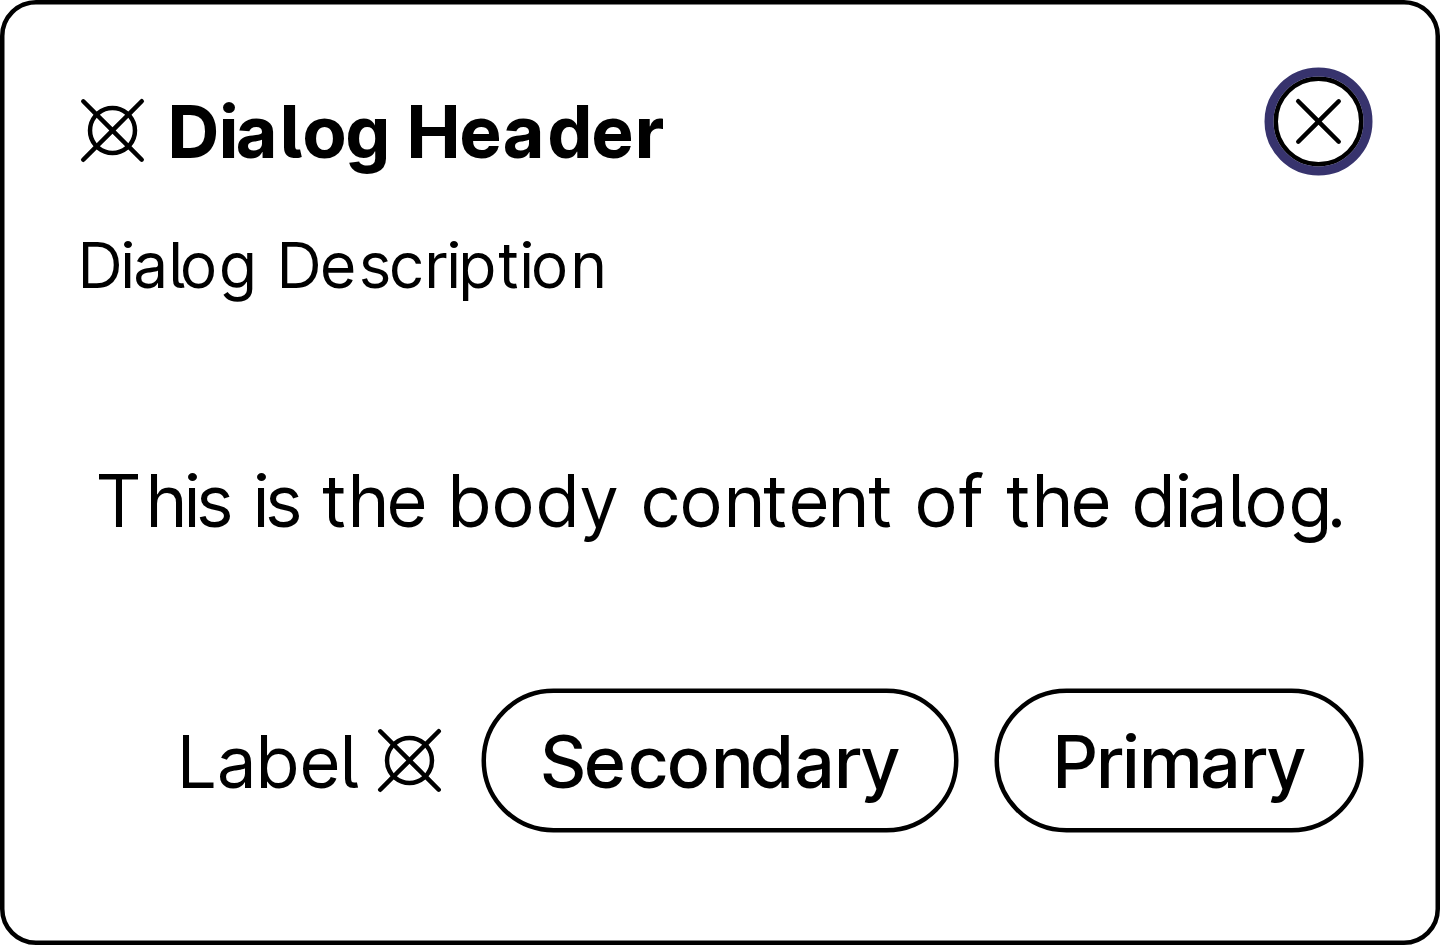 Dialog Header
Dialog Description
This is the body content of the dialog.
Label Secondary Primary